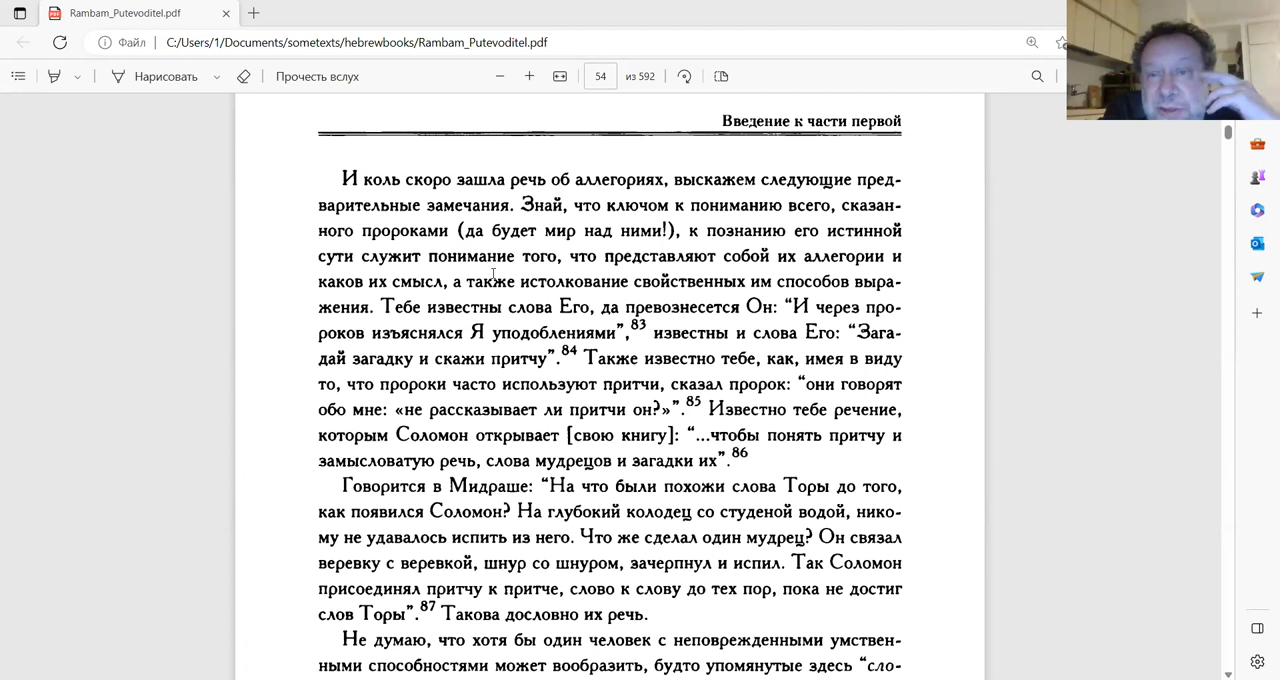 Rambam_Putevoditel.pdf
Файл
C:/Users/1/Documents/sometexts/hebrewbooks/Rambam_Putevoditel.pdf
Нарисовать
Прочесть вслух
54 из 592
Введение к части первой
И коль скоро зашла речь об аллегориях, выскажем следующие пред-
варительные замечания. Знай, что ключом к пониманию всего, сказан-
ного пророками (да будет мир над ними!), к познанию его истинной
сути служит понимание того, что представляют собой их аллегории и
каков их смысл, а также истолкование свойственных им способов выра-
жения. Тебе известны слова Его, да превознесется Он: “И через про-
роков изъяснялся Я уподоблениями”,83 известны и слова Его: “Зага-
дай загадку и скажи притчу”.84 Также известно тебе, как, имея в виду
то, что пророки часто используют притчи, сказал пророк: “они говорят
обо мне: «не рассказывает ли притчи он?»”.85 Известно тебе речение,
которым Соломон открывает [свою книгу]: “...чтобы понять притчу и
замысловатую речь, слова мудрецов и загадки их”.86
Говорится в Мидраше: “На что были похожи слова Торы до того,
как появился Соломон? На глубокий колодец со студеной водой, нико-
му не удавалось испить из него. Что же сделал один мудрец? Он связал
веревку с веревкой, шнур со шнуром, зачерпнул и испил. Так Соломон
присоединял притчу к притче, слово к слову до тех пор, пока не достиг
слов Торы”.87 Такова дословно их речь.
Не думаю, что хотя бы один человек с неповрежденными умствен-
ными способностями может вообразить, будто упомянутые здесь “сло-